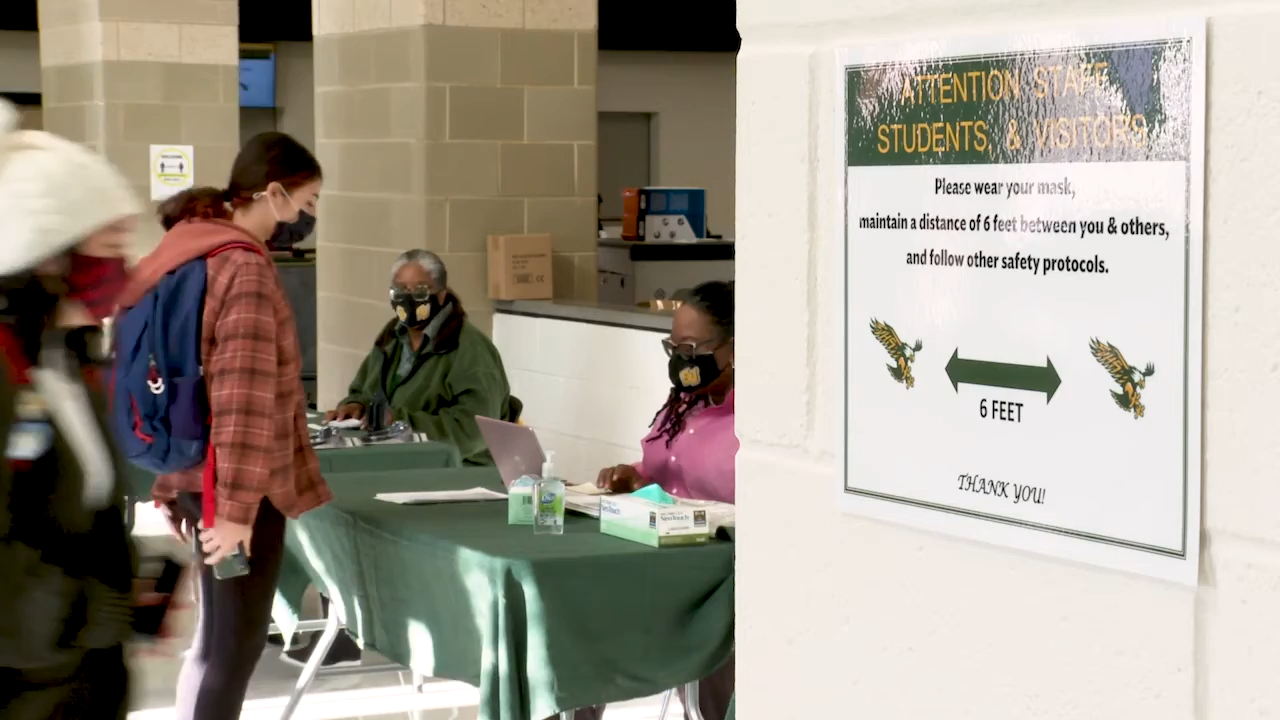 ATTENTION STAFF
STUDENTS, & VISITORS
Please wear your mask,
maintain a distance of 6 feet between you & others,
and follow other safety protocols.
6 FEET
THANK YOU!